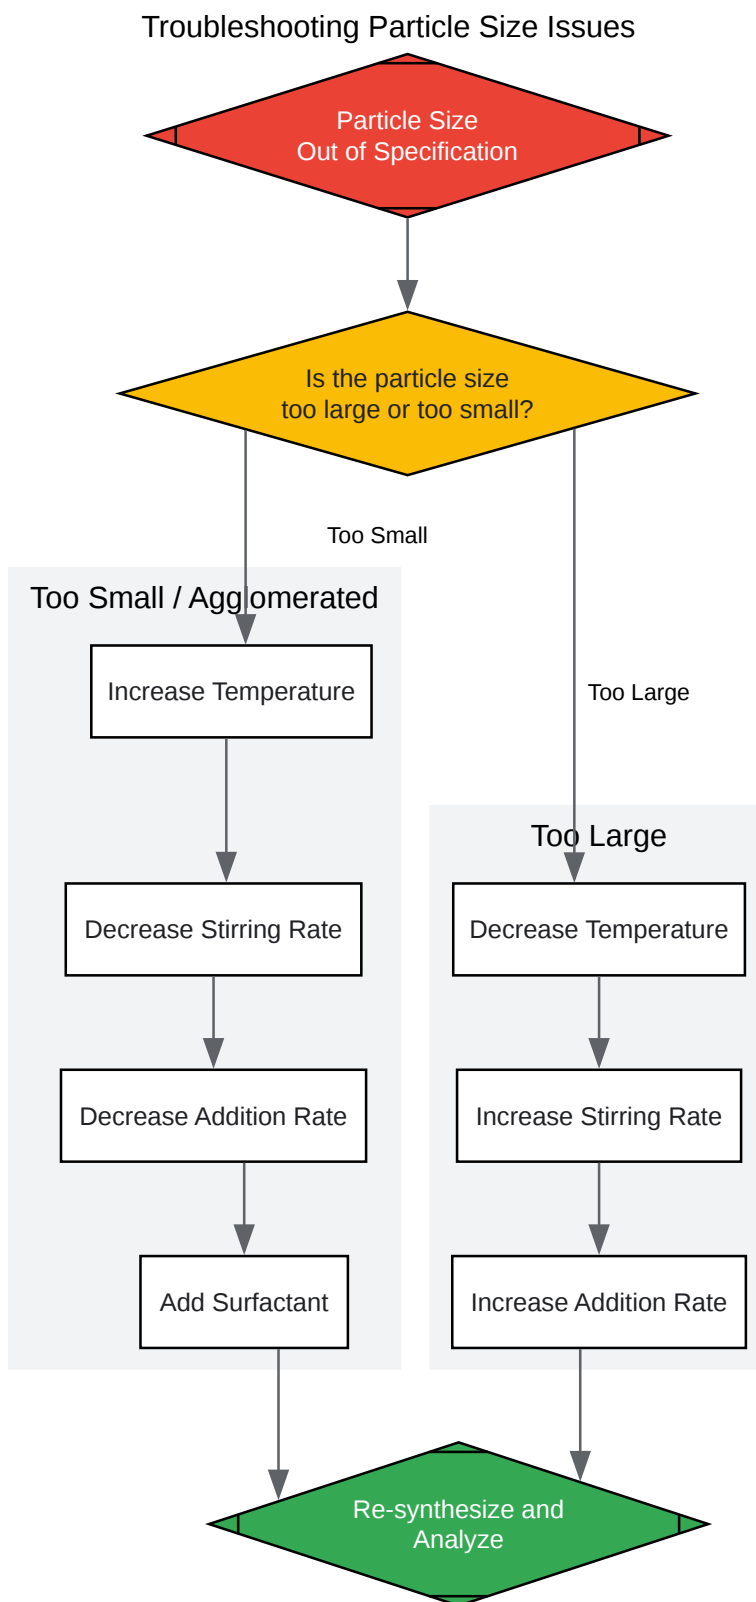 Troubleshooting Particle Size Issues
Particle Size
Out of Specification
Is the particle size
too large or too small?
Too Small
Too Small / Agglomerated
Increase Temperature
Decrease Stirring Rate
Decrease Addition Rate
Add Surfactant
Too Large
Too Large
Decrease Temperature
Increase Stirring Rate
Increase Addition Rate
Re-synthesize and
Analyze